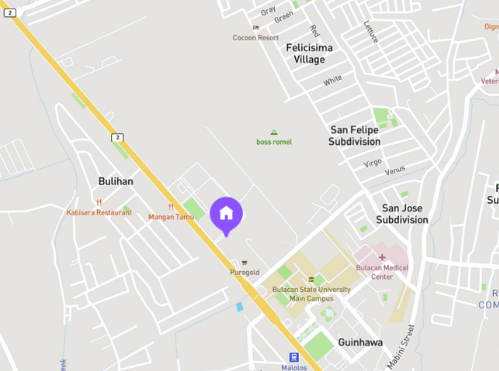 2
Gray
Green
Red
Lettuce
Cocoon Resort
Felicisima
Village
White
2
boss romel
San Felipe
Subdivision
Virgo
Venus
Bulihan
Kabisera Restaurant
Mangan Tamu
San Jose
Subdivision
Puregold
Bulacan State University
Main Campus
Bulacan Medical
Center
Guinhawa
Mabini Street
Malolos